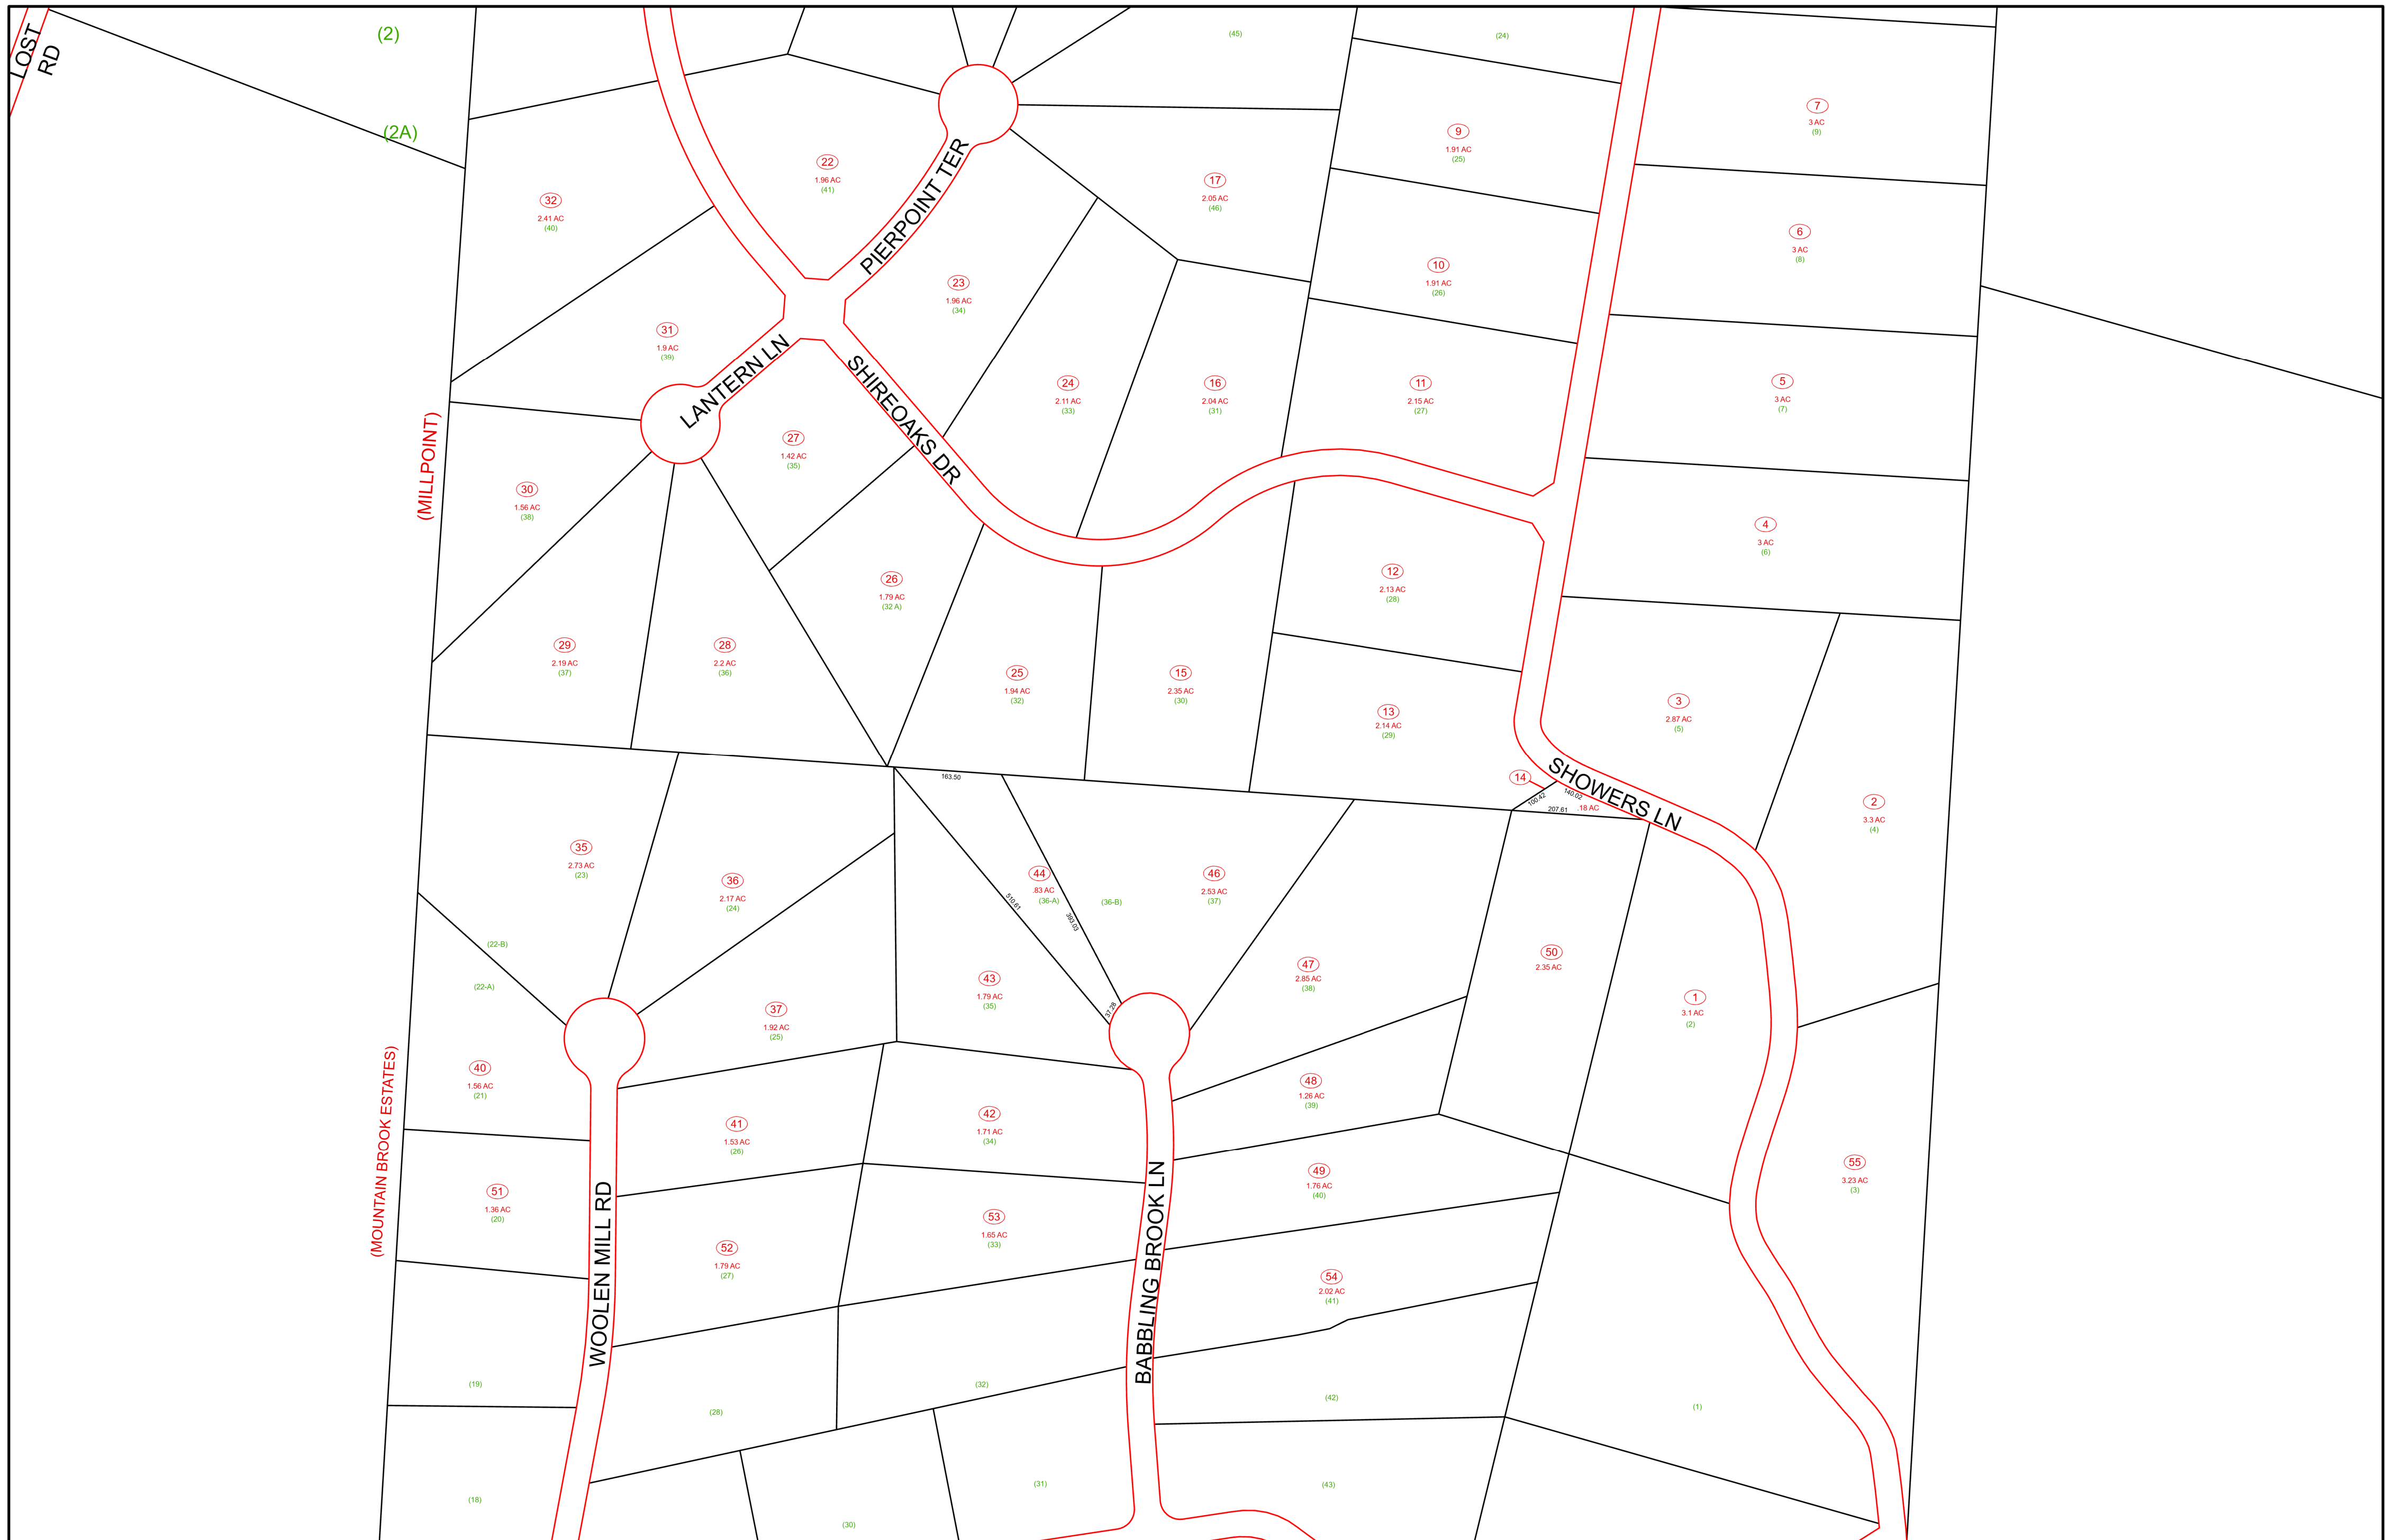 LOST
RD
(2)
(2A)
(45)
(24)
7
3 AC
(9)
9
1.91 AC
(25)
22
1.96 AC
(41)
PIERPOINT TER
17
2.05 AC
(46)
32
2.41 AC
(40)
6
3 AC
(8)
10
1.91 AC
(26)
23
1.96 AC
(34)
31
1.9 AC
(39)
LANTERN LN
SHIREOAKS DR
24
2.11 AC
(33)
16
2.04 AC
(31)
11
2.15 AC
(27)
5
3 AC
(7)
(MILLPOINT)
27
1.42 AC
(35)
30
1.56 AC
(38)
4
3 AC
(6)
26
1.79 AC
(32 A)
12
2.13 AC
(28)
29
2.19 AC
(37)
28
2.2 AC
(36)
25
1.94 AC
(32)
15
2.35 AC
(30)
13
2.14 AC
(29)
3
2.87 AC
(5)
163.50
14
100.42
140.02
207.61
.18 AC
SHOWERS LN
2
3.3 AC
(4)
35
2.73 AC
(23)
36
2.17 AC
(24)
44
.83 AC
(36-A)
510.61
393.03
37.28
(36-B)
46
2.53 AC
(37)
(22-B)
(22-A)
47
2.85 AC
(38)
50
2.35 AC
43
1.79 AC
(35)
37
1.92 AC
(25)
1
3.1 AC
(2)
40
1.56 AC
(21)
48
1.26 AC
(39)
41
1.53 AC
(26)
42
1.71 AC
(34)
(MOUNTAIN BROOK ESTATES)
49
1.76 AC
(40)
55
3.23 AC
(3)
51
1.36 AC
(20)
WOOLEN MILL RD
52
1.79 AC
(27)
53
1.65 AC
(33)
BABBLING BROOK LN
54
2.02 AC
(41)
(19)
(28)
(32)
(42)
(1)
(18)
(30)
(31)
(43)